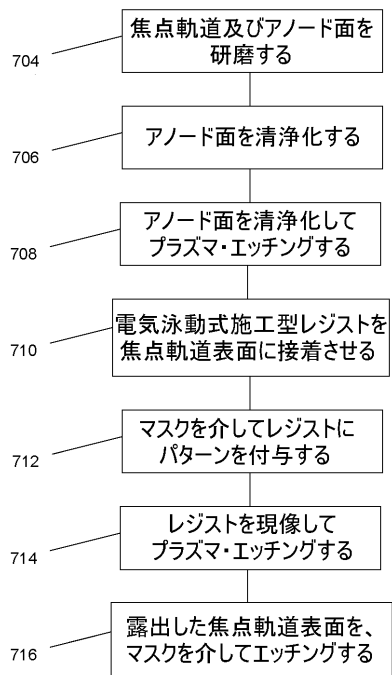 704
焦点軌道及びアノード面を
研磨する
706
アノード面を清浄化する
708
アノード面を清浄化して
プラズマ・エッチングする
710
電気泳動式施工型レジストを
焦点軌道表面に接着させる
712
マスクを介してレジストに
パターンを付与する
714
レジストを現像して
プラズマ・エッチングする
716
露出した焦点軌道表面を、
マスクを介してエッチングする